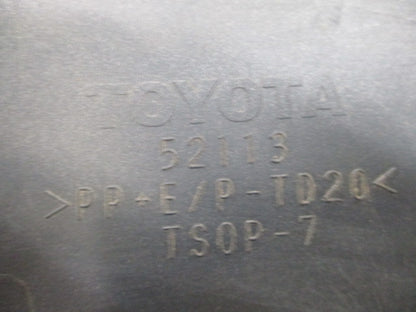 TOYOTA
52113
>PP+E/P-TD20<
TSOP-7